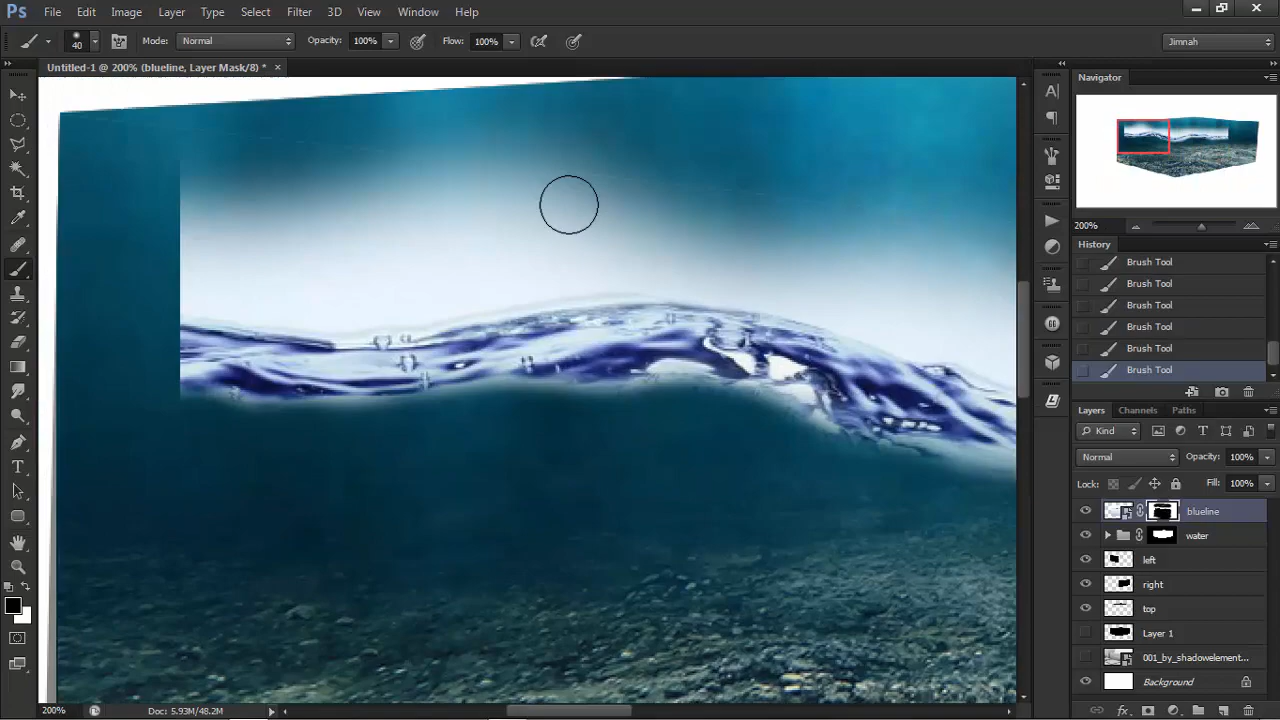 Ps File Edit Image Layer Type Select Filter 3D View Window Help
40 Mode: Normal Opacity: 100% Flow: 100% Jimnah
Untitled-1 @ 200% (blueline, Layer Mask/8) * ×
Navigator
200%
History
Brush Tool
Brush Tool
Brush Tool
Brush Tool
Brush Tool
Brush Tool
Layers Channels Paths
Kind
Normal Opacity: 100%
Lock: Fill: 100%
blueline
water
left
right
top
Layer 1
001_by_shadowelement...
Background
200% Doc: 5.93M/48.2M